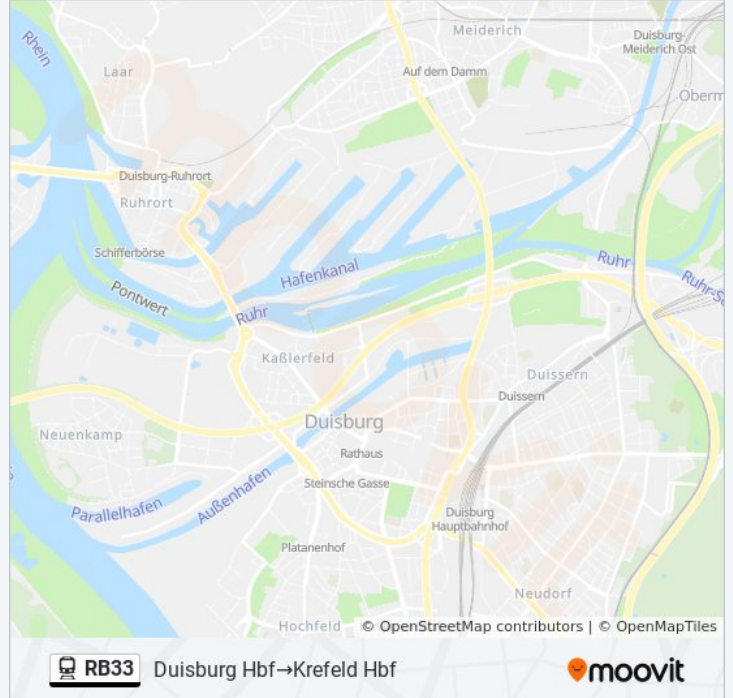 Rhein
Meiderich
Duisburg-
Meiderich Ost
Laar
Auf dem Damm
Oberm
Duisburg-Ruhrort
Ruhrort
Schifferbörse
Hafenkanal
Ruhr
Ruhr-S
Pontwert
Ruhr
Kaßlerfeld
Duissern
Duissern
Duisburg
Neuenkamp
Rathaus
Steinsche Gasse
Außenhafen
Parallelhafen
Duisburg
Hauptbahnhof
Platanenhof
Neudorf
Hochfeld
© OpenStreetMap contributors | © OpenMapTiles
RB33 Duisburg Hbf→Krefeld Hbf
moovit